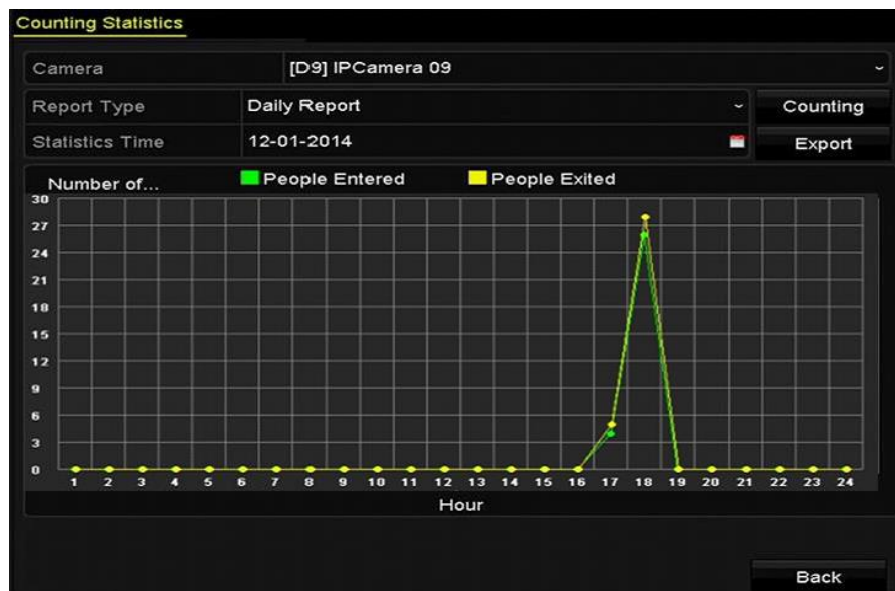 Counting Statistics
Camera [D9] IPCamera 09
Report Type Daily Report Counting
Statistics Time 12-01-2014 Export
Number of... People Entered People Exited
30
27
24
21
18
15
12
9
6
3
0
1 2 3 4 5 6 7 8 9 10 11 12 13 14 15 16 17 18 19 20 21 22 23 24
Hour
Back